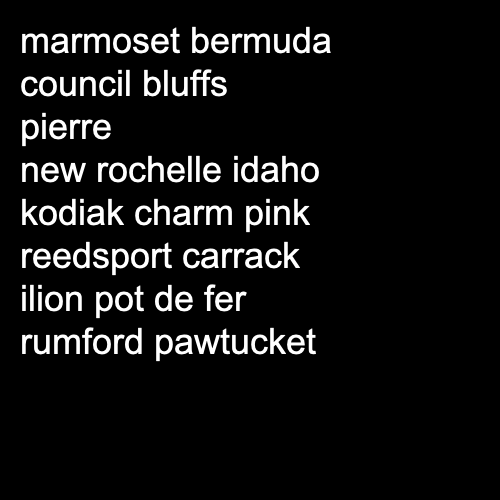 marmoset bermuda
council bluffs
pierre
new rochelle idaho
kodiak charm pink
reedsport carrack
ilion pot de fer
rumford pawtucket